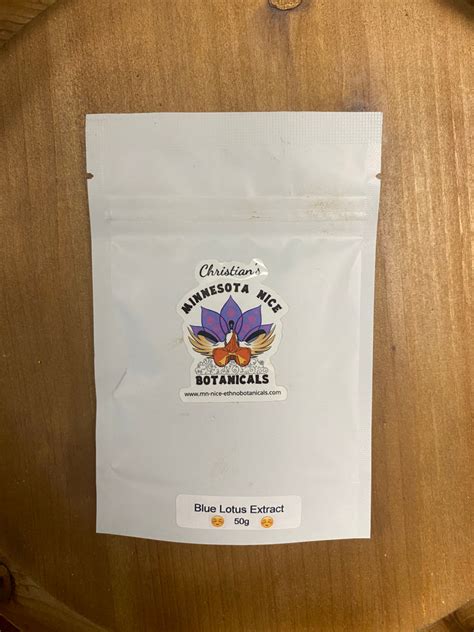 Christian's
MINNESOTA NICE
BOTANICALS
www.mn-nice-ethnobotanicals.com
Blue Lotus Extract
😌 50g 😌